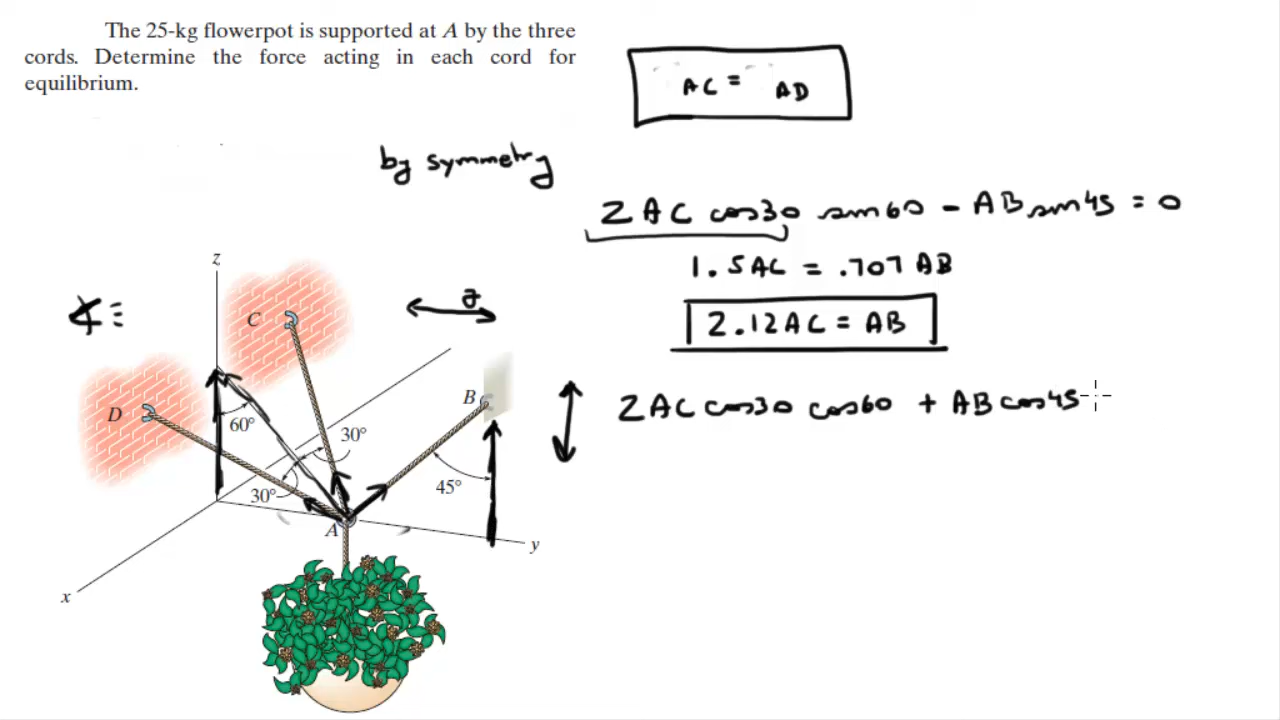 The 25-kg flowerpot is supported at A by the three
cords. Determine the force acting in each cord for
equilibrium.
AC = AD
by symmetry
2AC cos30 sin60 - AB sin45 = 0
1.5AC = .707 AB
2.12AC = AB
2AC cos30 cos60 + AB cos45
z
C
D
B
60°
30°
30°
45°
A
y
x